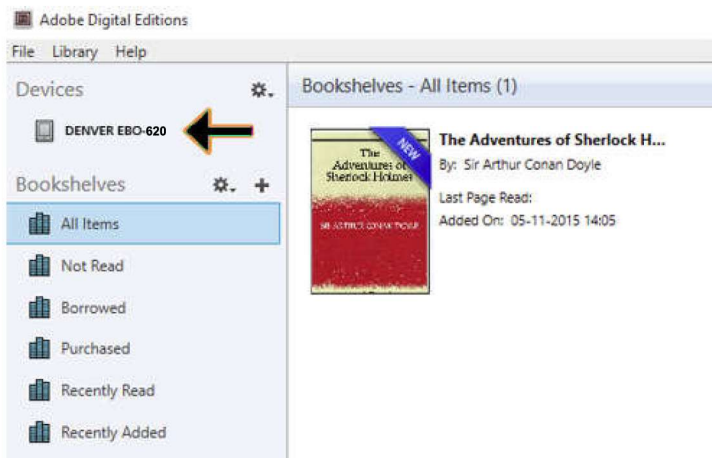 Adobe Digital Editions
File Library Help
Devices
DENVER EBO-620
Bookshelves
All Items
Not Read
Borrowed
Purchased
Recently Read
Recently Added
Bookshelves - All Items (1)
The
Adventures of
Sherlock Holmes
NEW
SIR ARTHUR CONAN DOYLE
The Adventures of Sherlock H...
By: Sir Arthur Conan Doyle
Last Page Read:
Added On: 05-11-2015 14:05